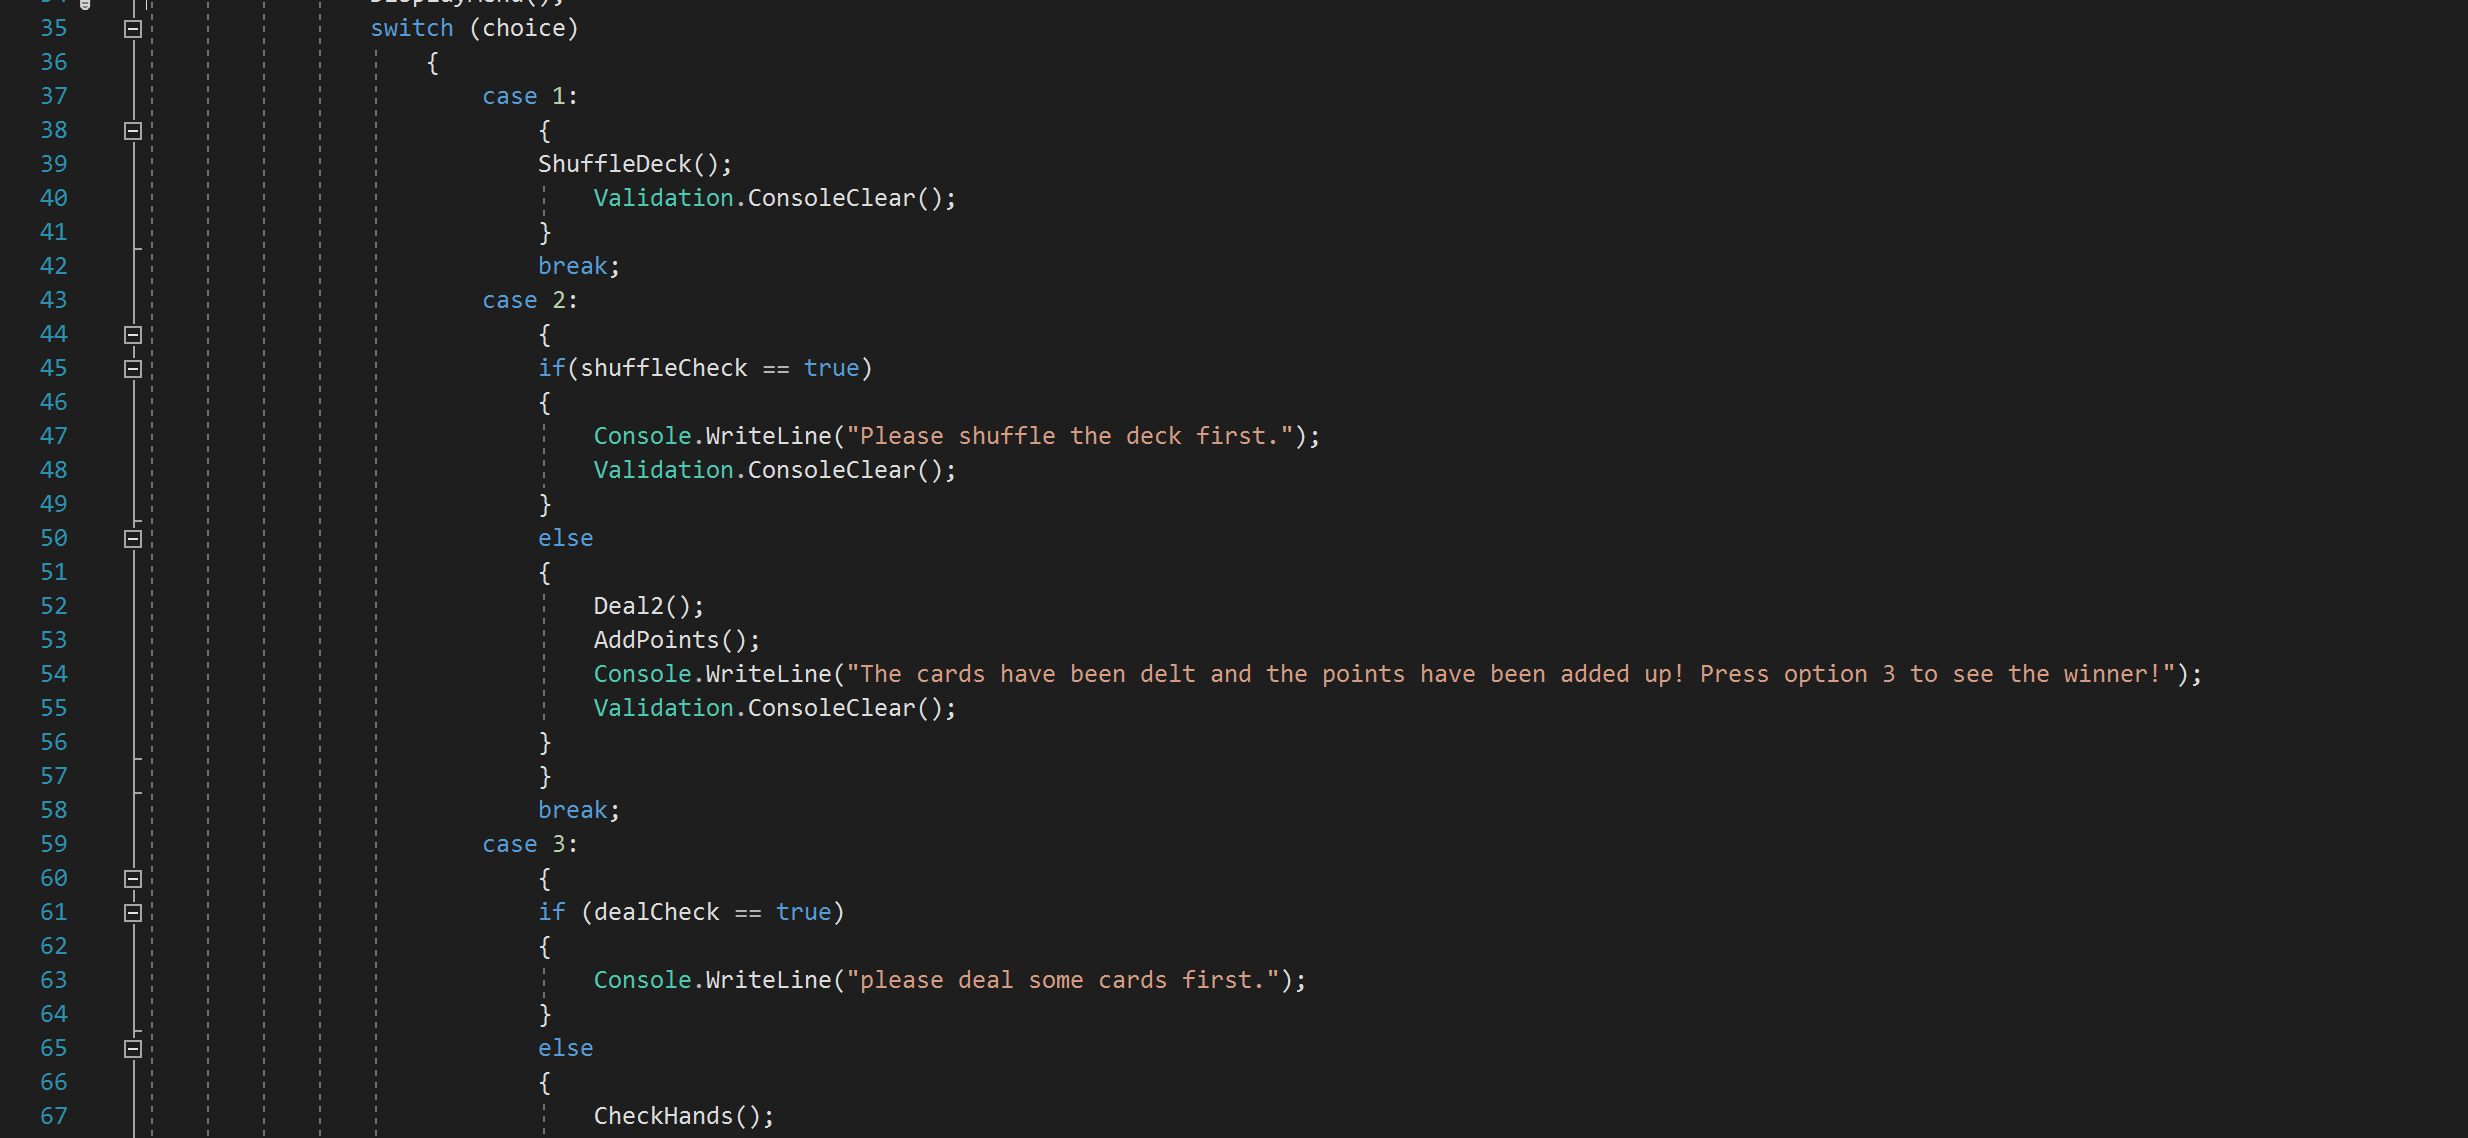 35 switch (choice)
36 {
37 case 1:
38 {
39 ShuffleDeck();
40 Validation.ConsoleClear();
41 }
42 break;
43 case 2:
44 {
45 if(shuffleCheck == true)
46 {
47 Console.WriteLine("Please shuffle the deck first.");
48 Validation.ConsoleClear();
49 }
50 else
51 {
52 Deal2();
53 AddPoints();
54 Console.WriteLine("The cards have been delt and the points have been added up! Press option 3 to see the winner!");
55 Validation.ConsoleClear();
56 }
57 }
58 break;
59 case 3:
60 {
61 if (dealCheck == true)
62 {
63 Console.WriteLine("please deal some cards first.");
64 }
65 else
66 {
67 CheckHands();